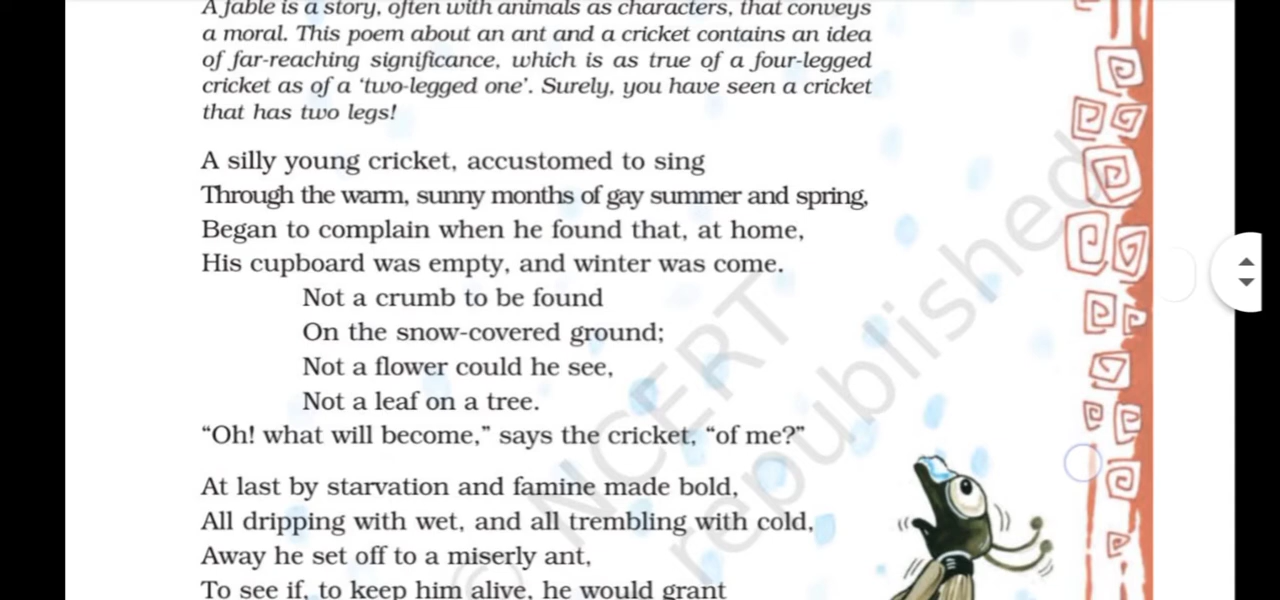 A fable is a story, often with animals as characters, that conveys
a moral. This poem about an ant and a cricket contains an idea
of far-reaching significance, which is as true of a four-legged
cricket as of a ‘two-legged one’. Surely, you have seen a cricket
that has two legs!
A silly young cricket, accustomed to sing
Through the warm, sunny months of gay summer and spring,
Began to complain when he found that, at home,
His cupboard was empty, and winter was come.
Not a crumb to be found
On the snow-covered ground;
Not a flower could he see,
Not a leaf on a tree.
“Oh! what will become,” says the cricket, “of me?”
At last by starvation and famine made bold,
All dripping with wet, and all trembling with cold,
Away he set off to a miserly ant,
To see if, to keep him alive, he would grant
© NCERT
republished